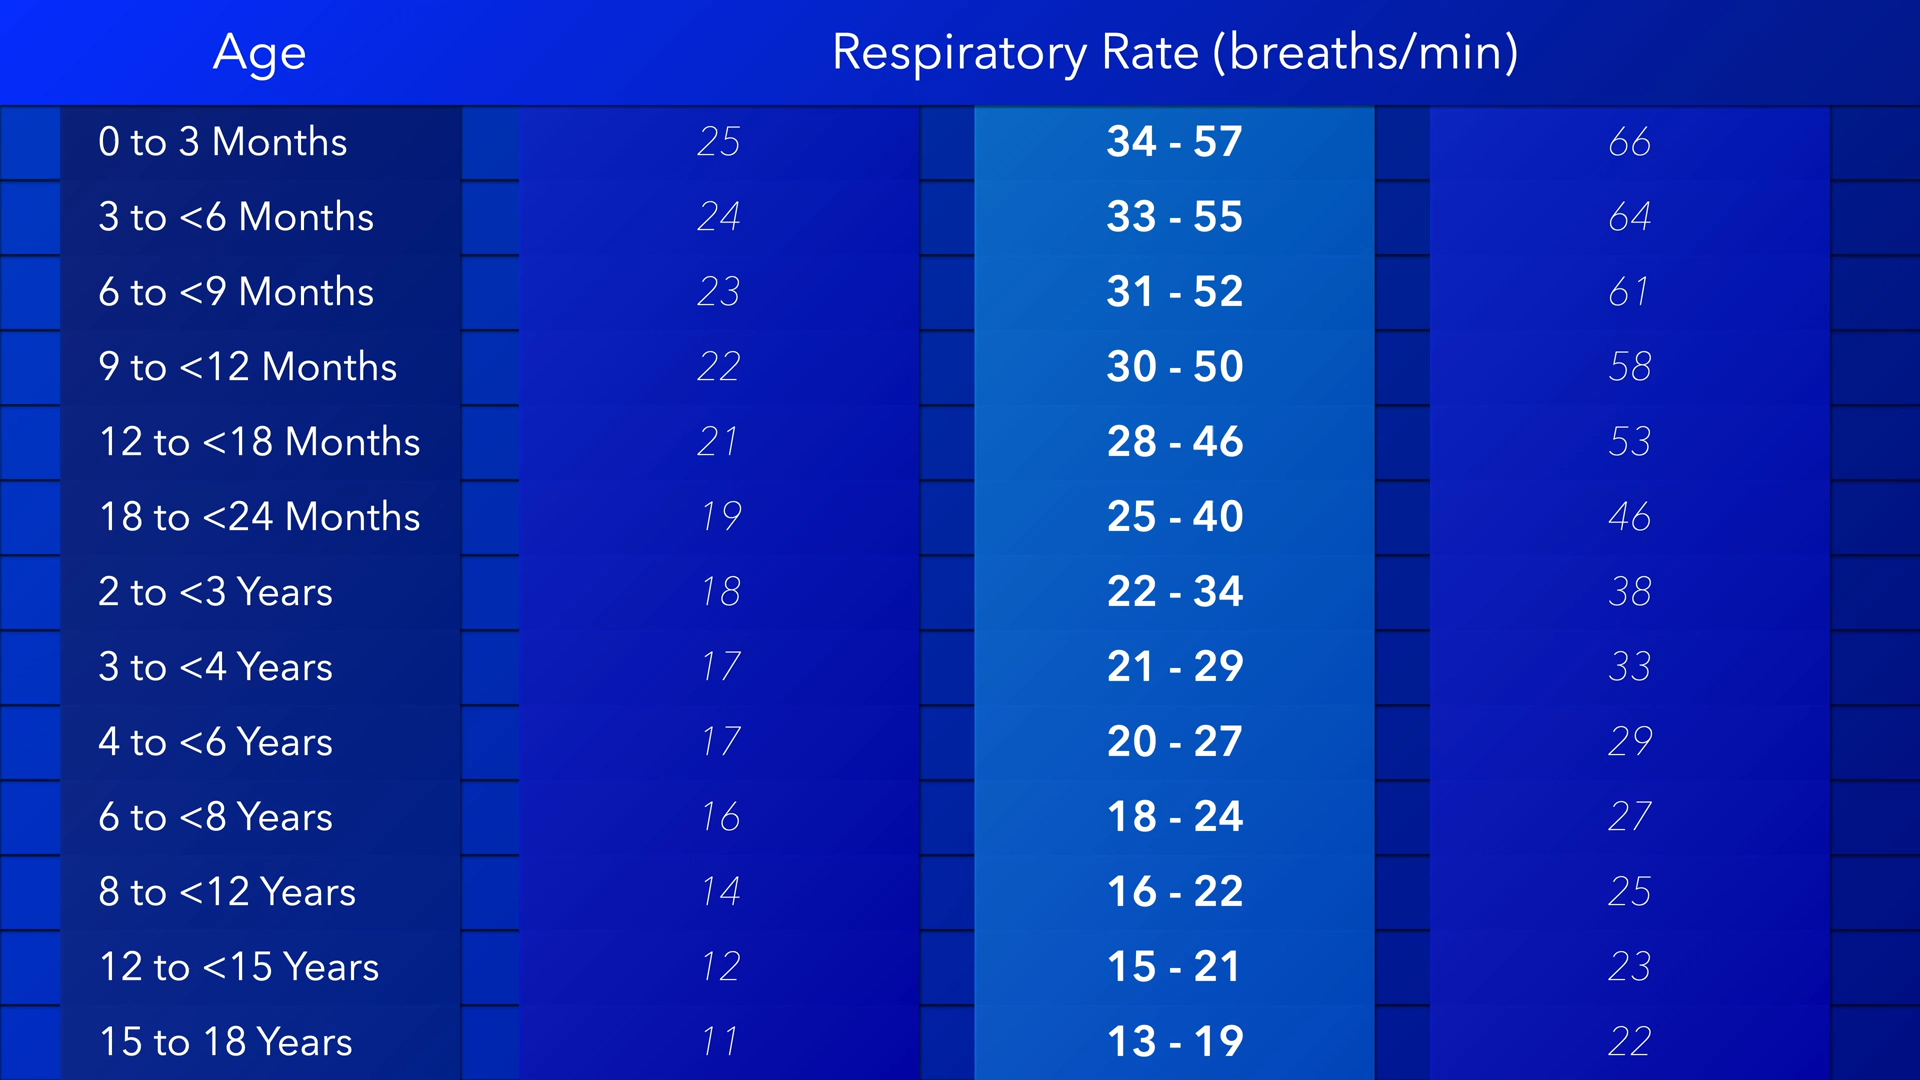 Age Respiratory Rate (breaths/min)
0 to 3 Months 25 34 - 57 66
3 to <6 Months 24 33 - 55 64
6 to <9 Months 23 31 - 52 61
9 to <12 Months 22 30 - 50 58
12 to <18 Months 21 28 - 46 53
18 to <24 Months 19 25 - 40 46
2 to <3 Years 18 22 - 34 38
3 to <4 Years 17 21 - 29 33
4 to <6 Years 17 20 - 27 29
6 to <8 Years 16 18 - 24 27
8 to <12 Years 14 16 - 22 25
12 to <15 Years 12 15 - 21 23
15 to 18 Years 11 13 - 19 22